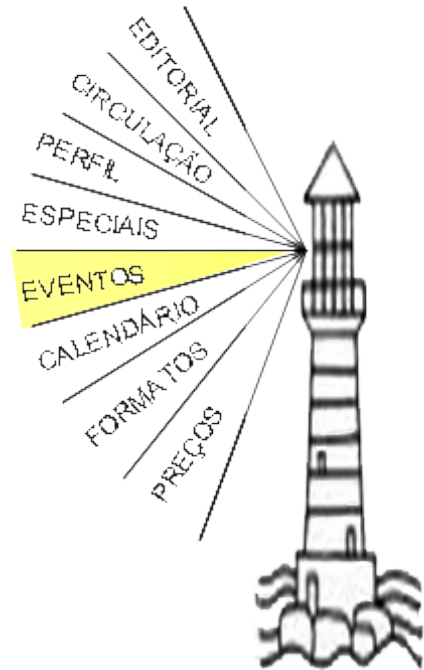 EDITORIAL
CIRCULAÇÃO
PERFIL
ESPECIAIS
EVENTOS
CALENDÁRIO
FORMATOS
PREÇOS